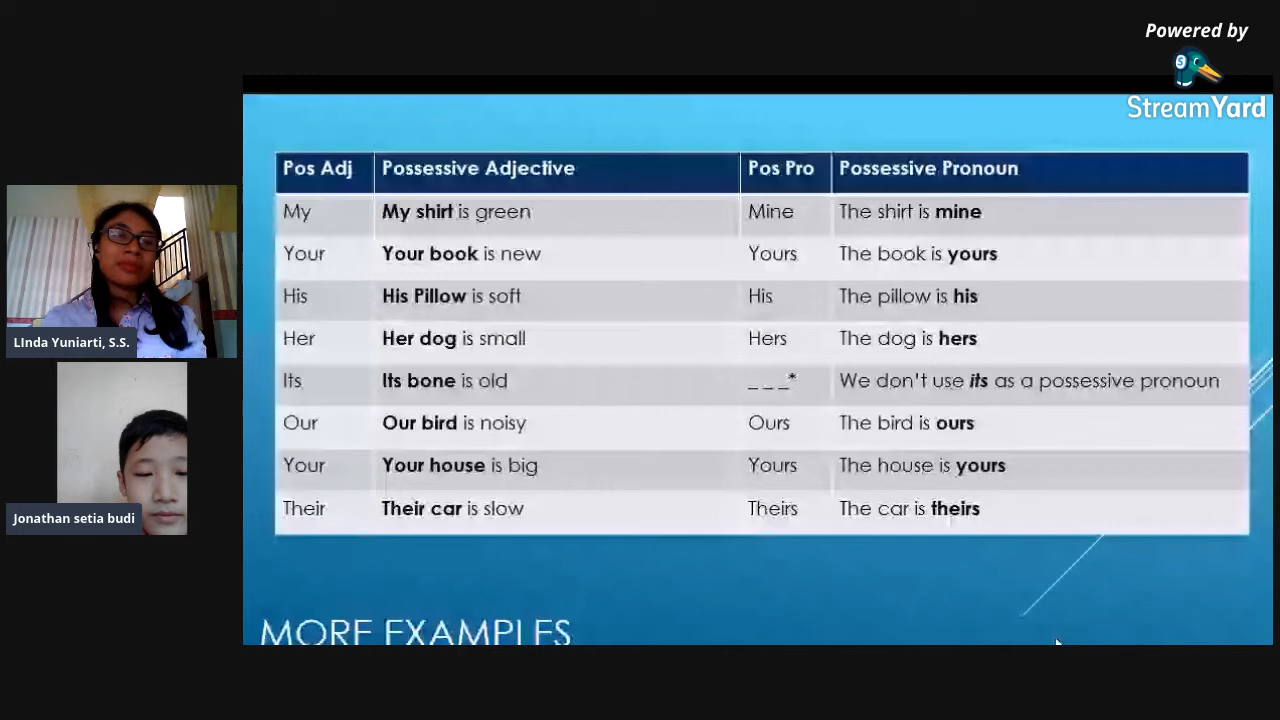 Powered by
StreamYard
Pos Adj Possessive Adjective Pos Pro Possessive Pronoun
My My shirt is green Mine The shirt is mine
Your Your book is new Yours The book is yours
His His Pillow is soft His The pillow is his
Her Her dog is small Hers The dog is hers
Its Its bone is old _ _ _* We don't use its as a possessive pronoun
Our Our bird is noisy Ours The bird is ours
Your Your house is big Yours The house is yours
Their Their car is slow Theirs The car is theirs
MORE EXAMPLES
LInda Yuniarti, S.S.
Jonathan setia budi